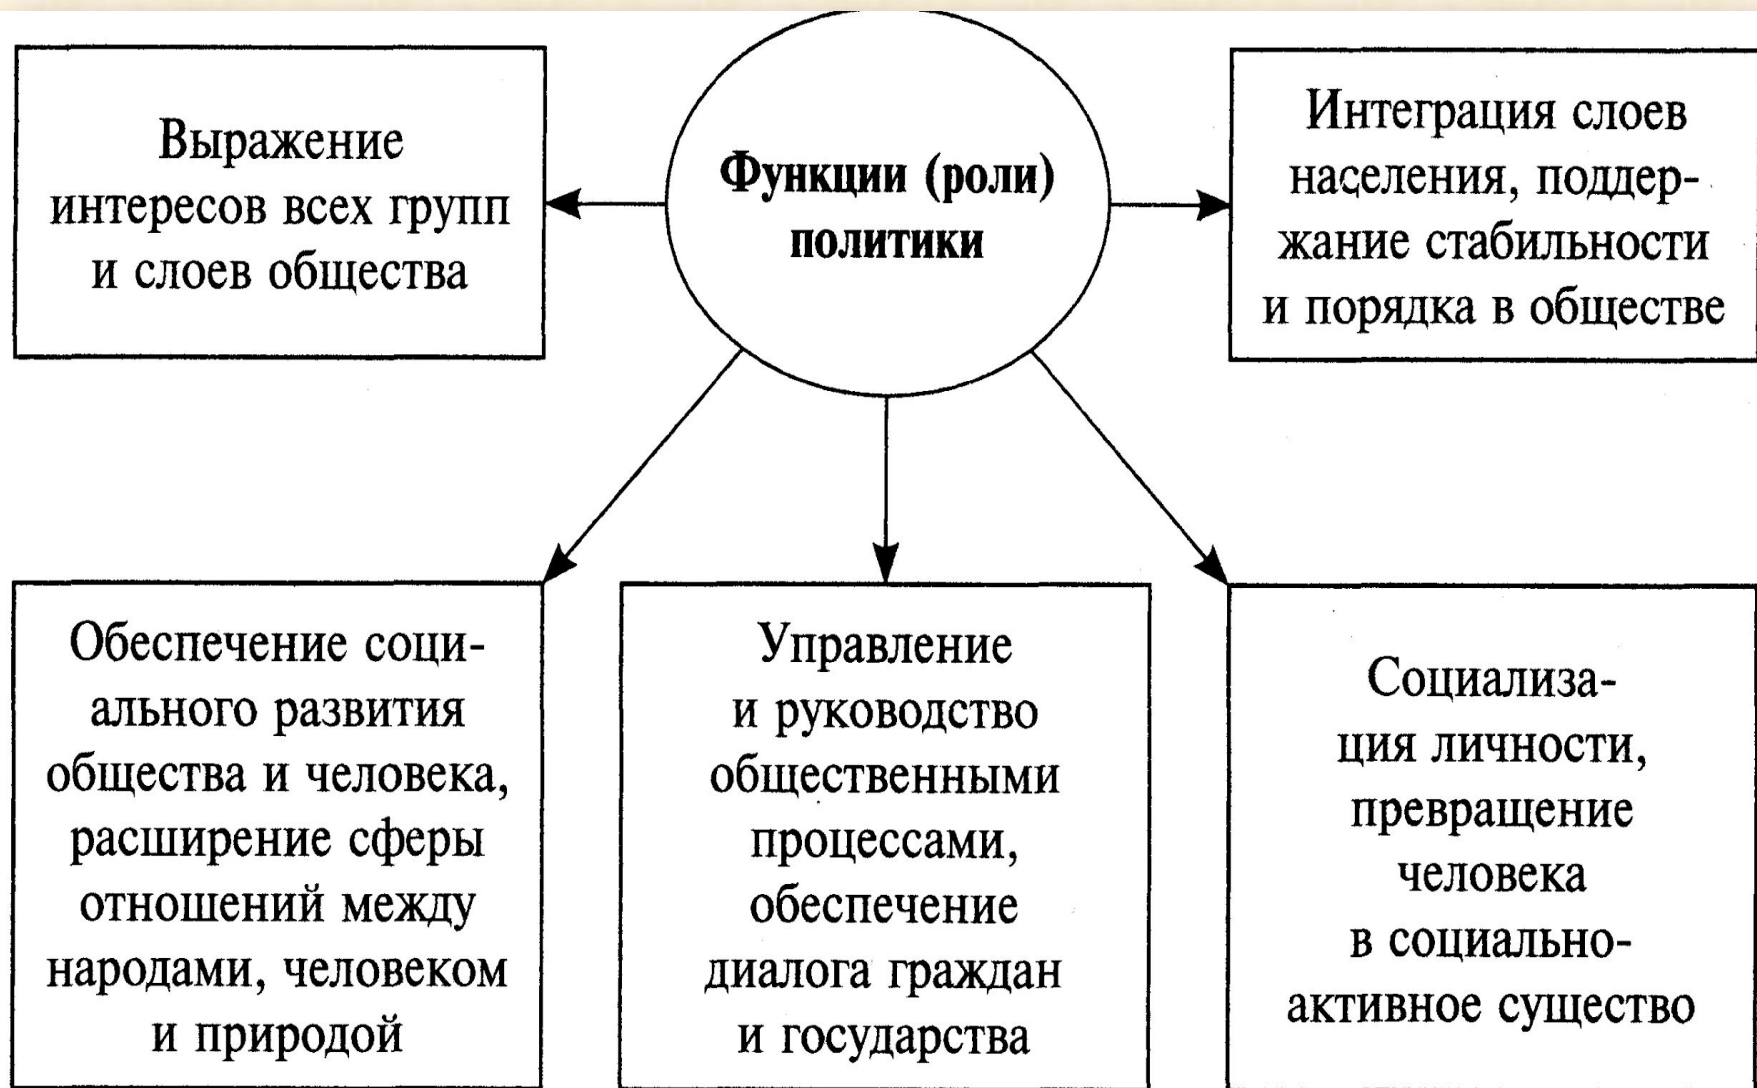 Функции (роли)
политики
Выражение
интересов всех групп
и слоев общества
Интеграция слоев
населения, поддер-
жание стабильности
и порядка в обществе
Обеспечение соци-
ального развития
общества и человека,
расширение сферы
отношений между
народами, человеком
и природой
Управление
и руководство
общественными
процессами,
обеспечение
диалога граждан
и государства
Социализа-
ция личности,
превращение
человека
в социально-
активное существо